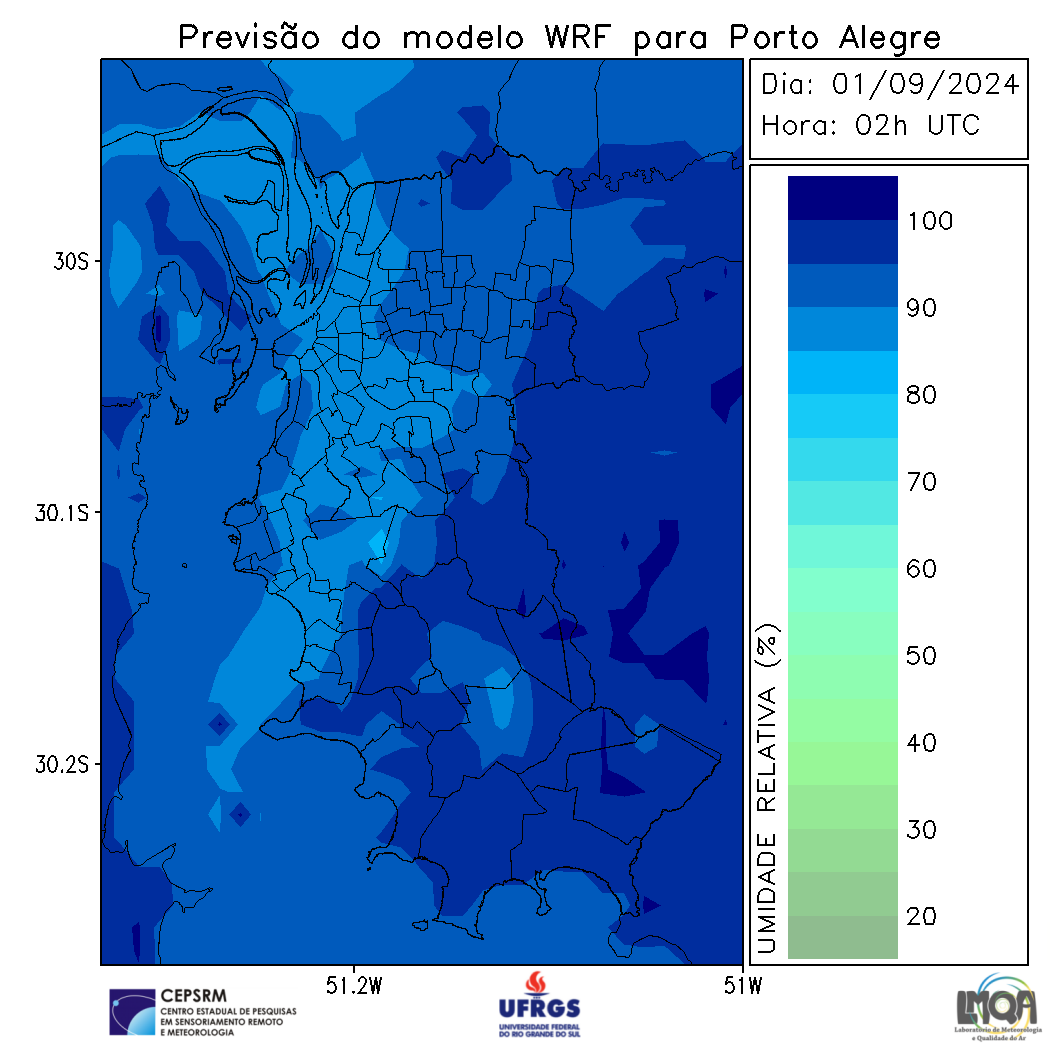 Previsão do modelo WRF para Porto Alegre
Dia: 01/09/2024
Hora: 02h UTC
30S
30.1S
30.2S
51.2W
51W
100
90
80
70
60
50
40
30
20
UMIDADE RELATIVA (%)
CEPSRM
CENTRO ESTADUAL DE PESQUISAS
EM SENSORIAMENTO REMOTO
E METEOROLOGIA
UFRGS
UNIVERSIDADE FEDERAL
DO RIO GRANDE DO SUL
LMQA
Laboratório de Meteorologia
e Qualidade do Ar